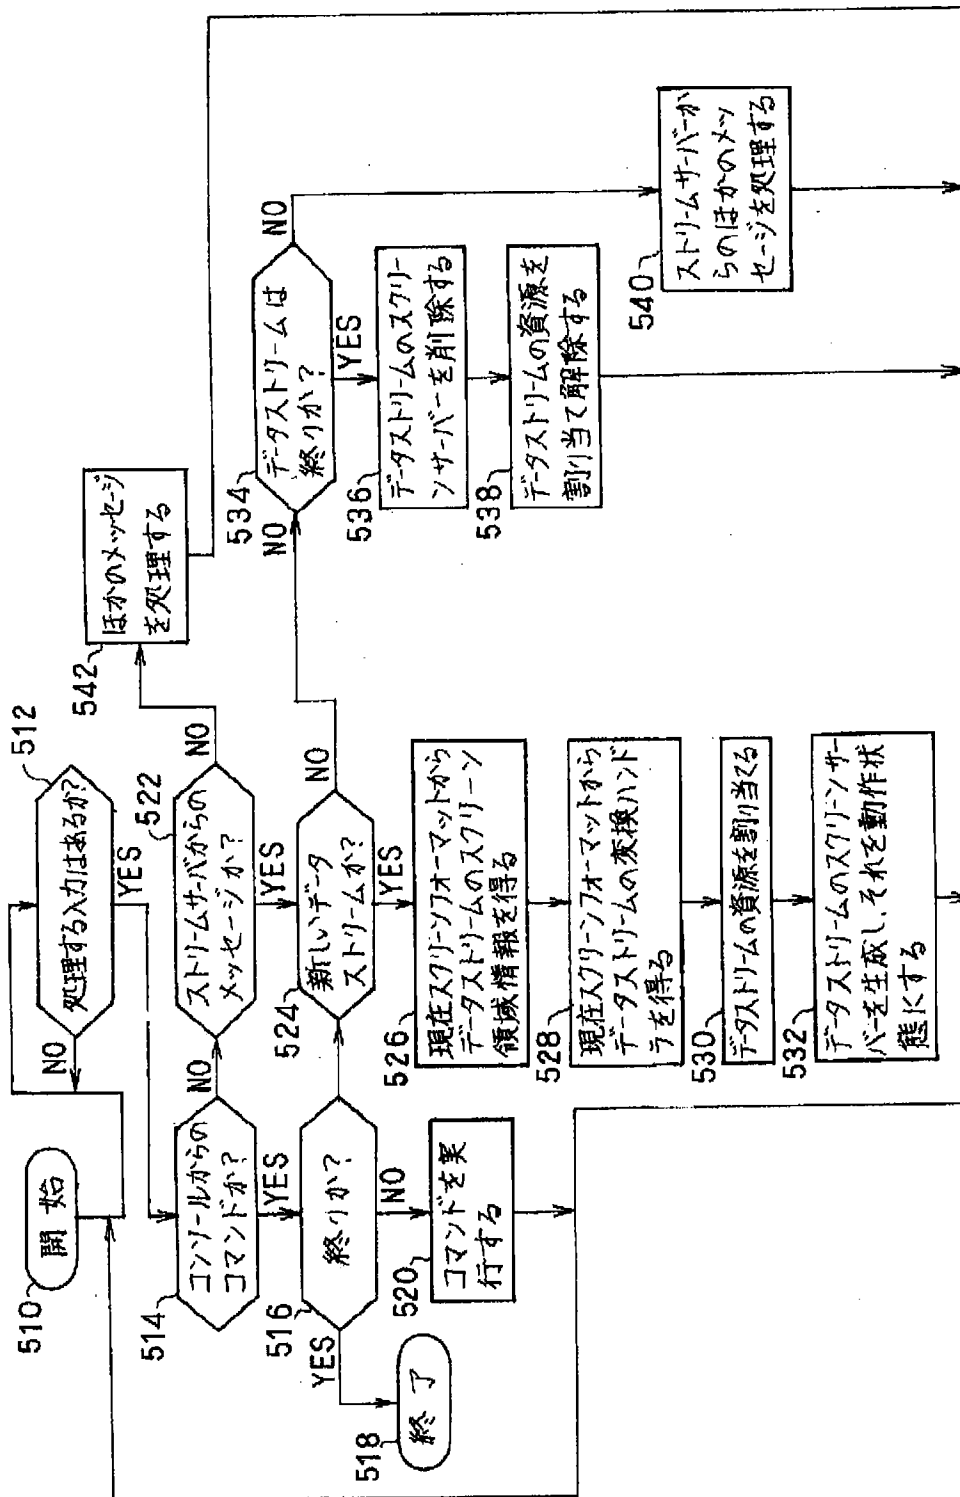 510
開始
512
処理する入力はあるか?
NO
YES
514
コンソールからの
コマンドか?
NO
YES
516
終りか?
YES
NO
518
終了
520
コマンドを実
行する
522
ストリームサーバからの
メッセージか?
NO
YES
524
新しいデータ
ストリームか?
NO
YES
526
現在スクリーンフォーマットから
データストリームのスクリーン
領域情報を得る
528
現在スクリーンフォーマットから
データストリームの変換ハンド
ラを得る
530
データストリームの資源を割り当てる
532
データストリームのスクリーンサー
バーを生成し、それを動作状
態にする
534
データストリームは
終りか?
NO
NO
YES
536
データストリームのスクリー
ンサーバーを削除する
538
データストリームの資源を
割り当て解除する
540
ストリームサーバーか
らのほかのメッ
セージを処理する
542
ほかのメッセージ
を処理する